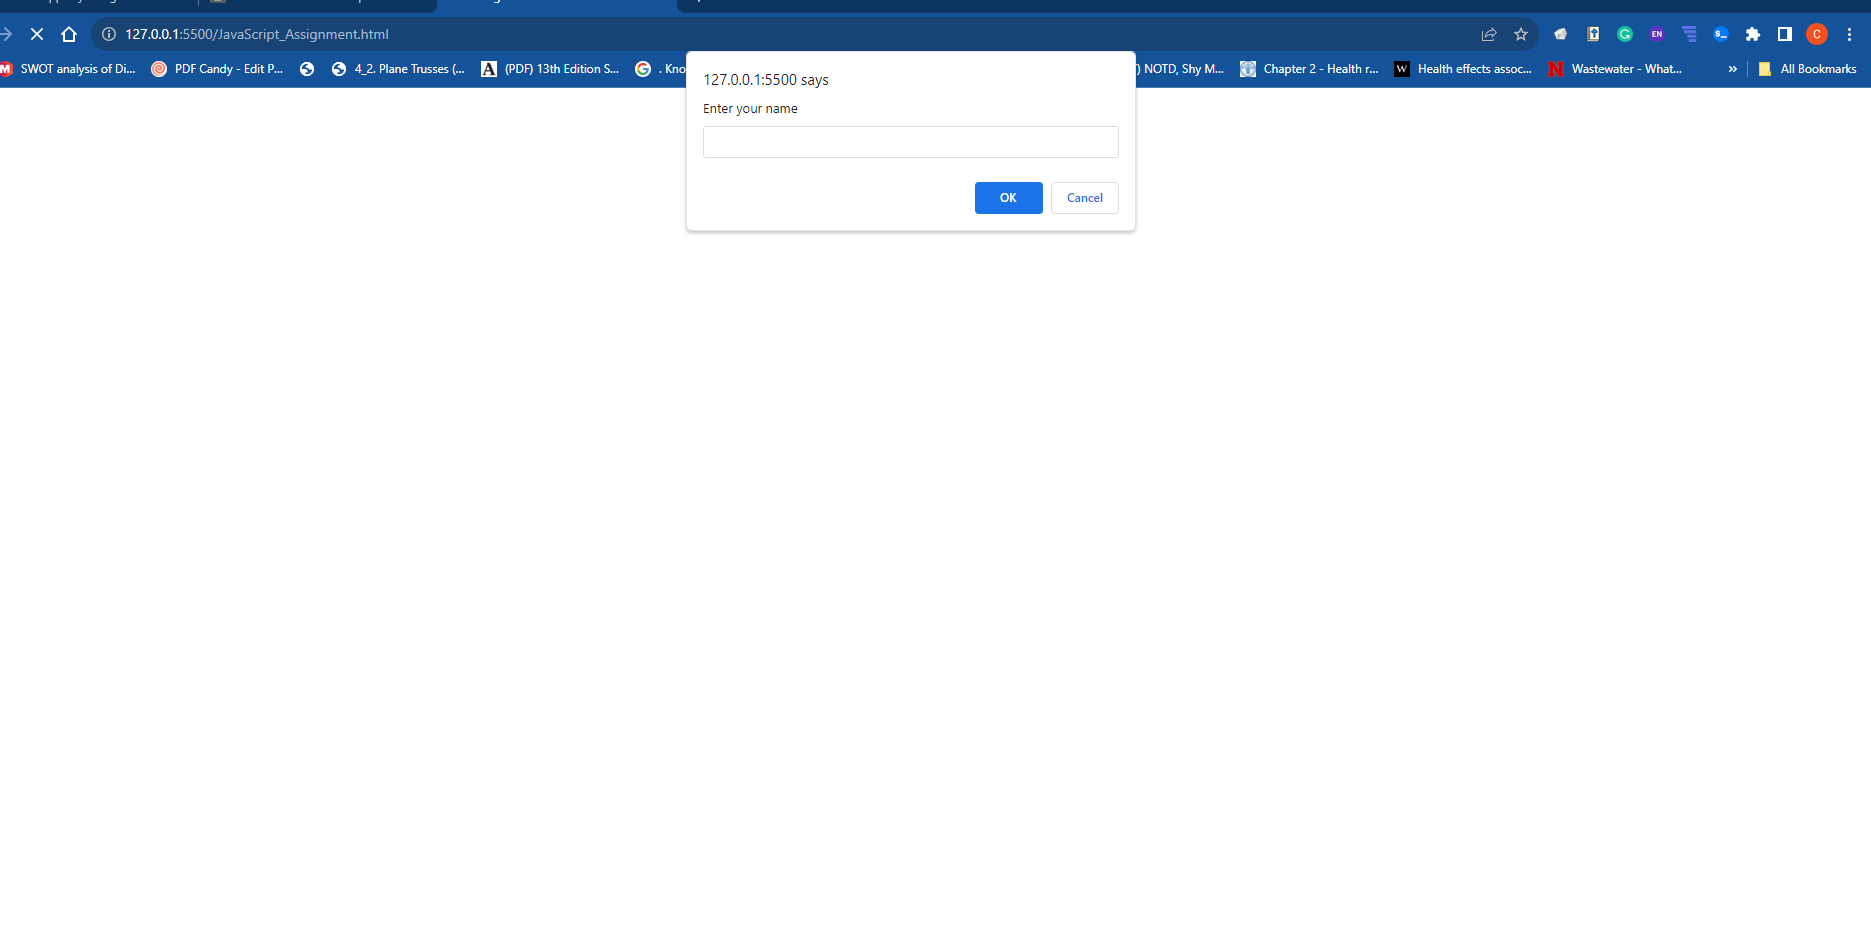 127.0.0.1:5500/JavaScript_Assignment.html
EN
C
SWOT analysis of Di...
PDF Candy - Edit P...
4_2. Plane Trusses (...
(PDF) 13th Edition S...
. Kno
) NOTD, Shy M...
Chapter 2 - Health r...
Health effects assoc...
Wastewater - What...
»
All Bookmarks
127.0.0.1:5500 says
Enter your name
OK
Cancel